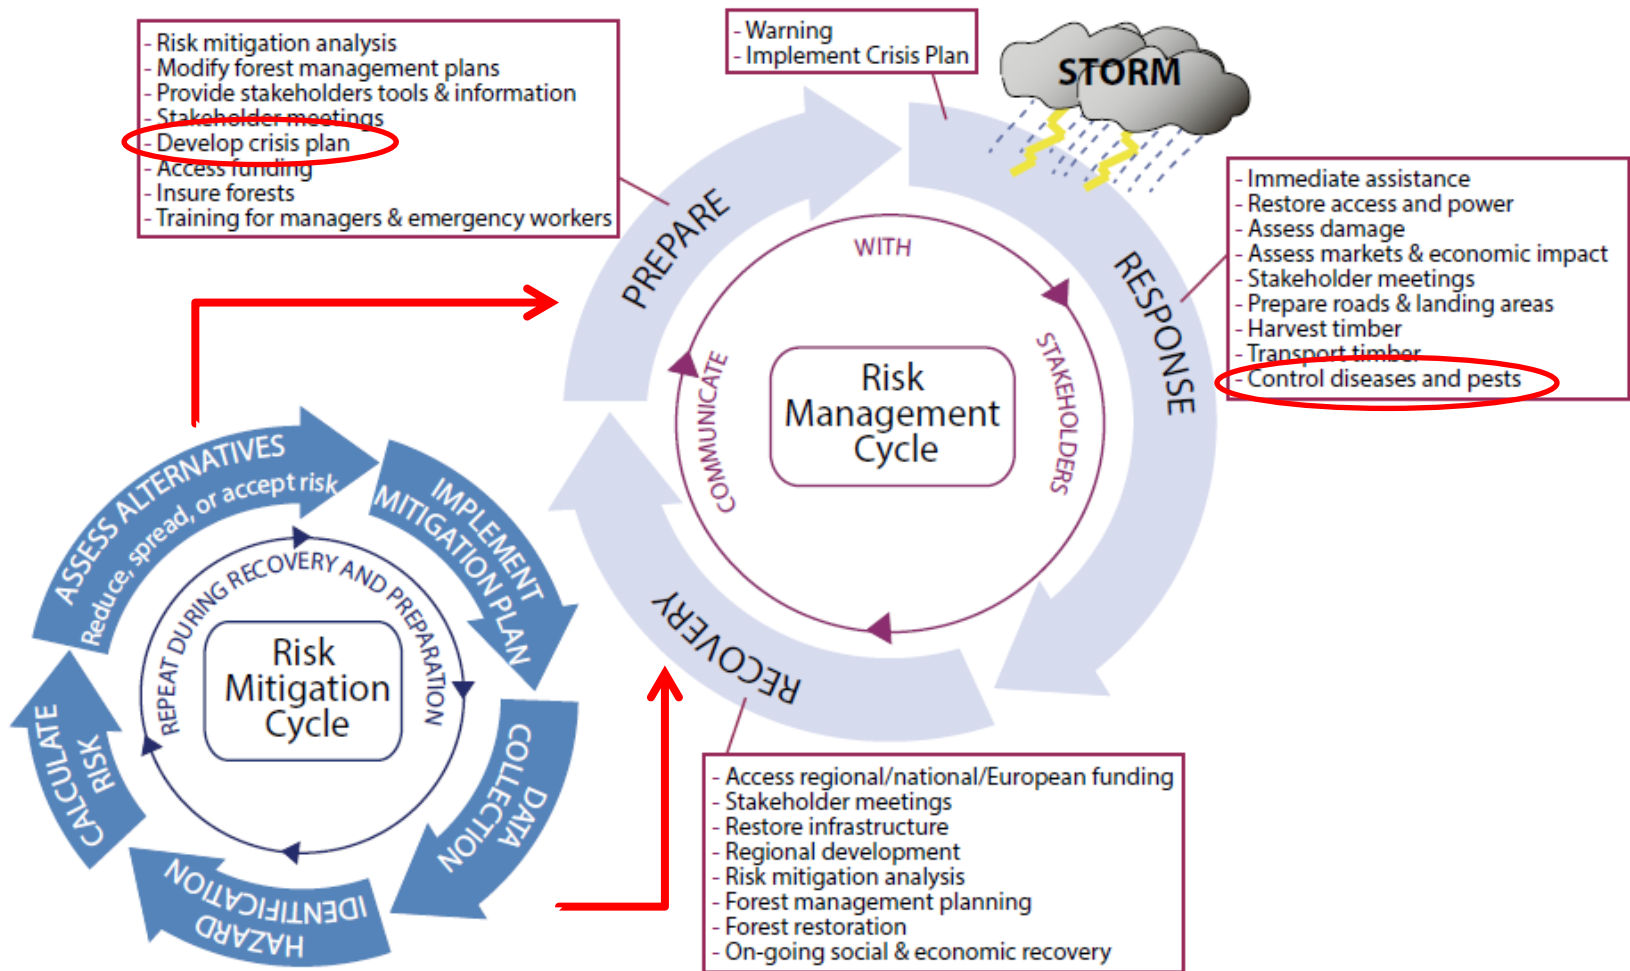 - Risk mitigation analysis
- Modify forest management plans
- Provide stakeholders tools & information
- Stakeholder meetings
- Develop crisis plan
- Access funding
- Insure forests
- Training for managers & emergency workers
- Warning
- Implement Crisis Plan
STORM
- Immediate assistance
- Restore access and power
- Assess damage
- Assess markets & economic impact
- Stakeholder meetings
- Prepare roads & landing areas
- Harvest timber
- Transport timber
- Control diseases and pests
PREPARE
RESPONSE
RECOVERY
COMMUNICATE
WITH
STAKEHOLDERS
Risk
Management
Cycle
ASSESS ALTERNATIVES
Reduce, spread, or accept risk
IMPLEMENT
MITIGATION PLAN
DATA
COLLECTION
HAZARD
IDENTIFICATION
CALCULATE
RISK
REPEAT DURING RECOVERY AND PREPARATION
Risk
Mitigation
Cycle
- Access regional/national/European funding
- Stakeholder meetings
- Restore infrastructure
- Regional development
- Risk mitigation analysis
- Forest management planning
- Forest restoration
- On-going social & economic recovery